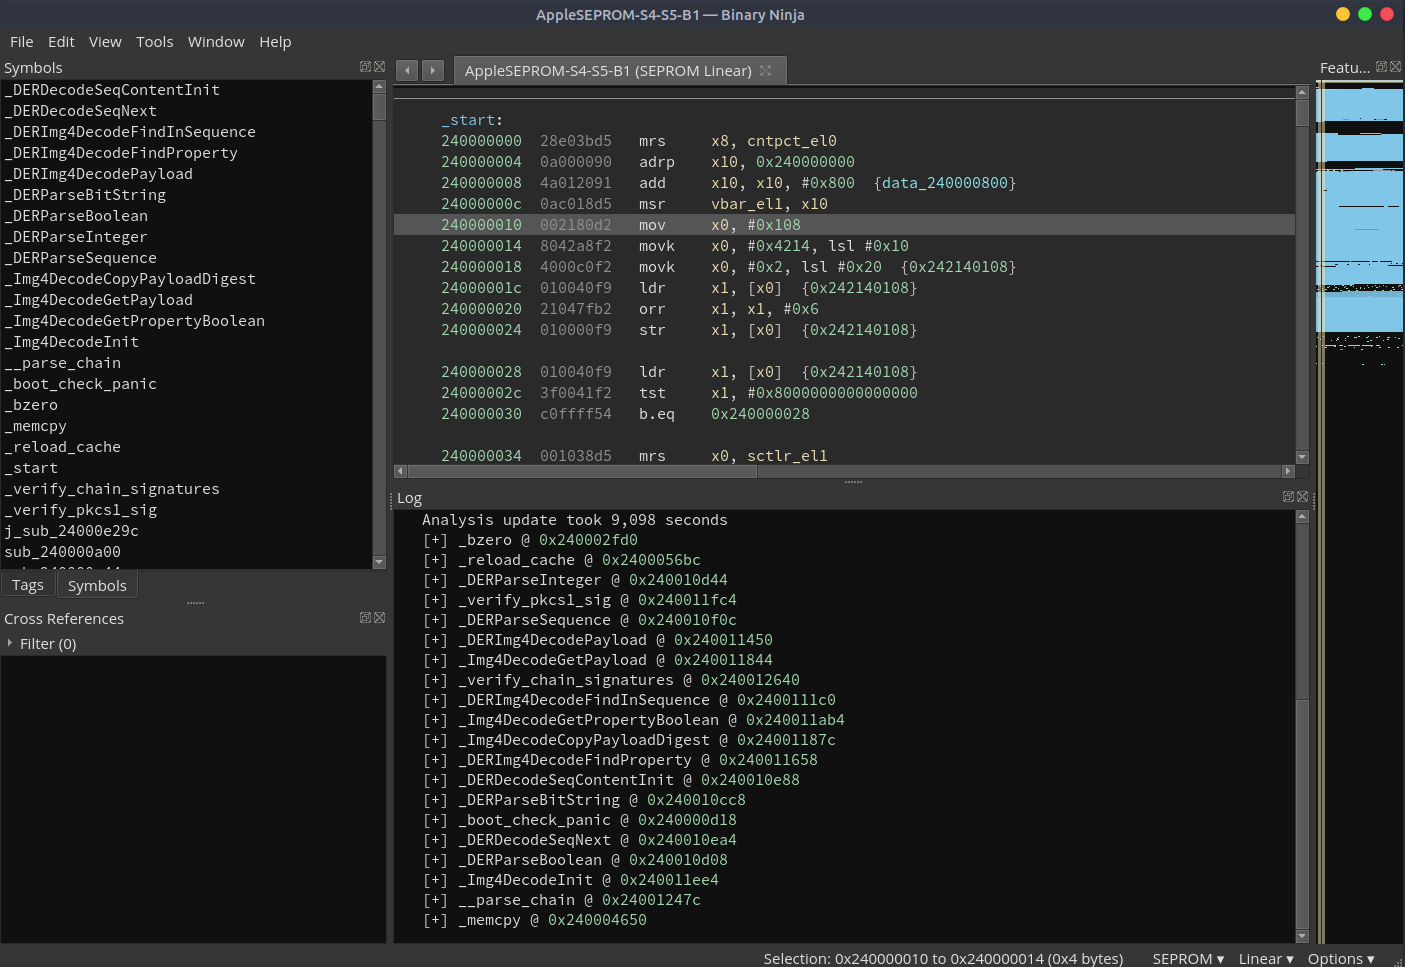 AppleSEPROM-S4-S5-B1 — Binary Ninja
File Edit View Tools Window Help
Symbols
_DERDecodeSeqContentInit
_DERDecodeSeqNext
_DERImg4DecodeFindInSequence
_DERImg4DecodeFindProperty
_DERImg4DecodePayload
_DERParseBitString
_DERParseBoolean
_DERParseInteger
_DERParseSequence
_Img4DecodeCopyPayloadDigest
_Img4DecodeGetPayload
_Img4DecodeGetPropertyBoolean
_Img4DecodeInit
__parse_chain
_boot_check_panic
_bzero
_memcpy
_reload_cache
_start
_verify_chain_signatures
_verify_pkcs1_sig
j_sub_24000e29c
sub_240000a00
Tags Symbols
Cross References
Filter (0)
AppleSEPROM-S4-S5-B1 (SEPROM Linear)
_start:
240000000 28e03bd5 mrs x8, cntpct_el0
240000004 0a000090 adrp x10, 0x240000000
240000008 4a012091 add x10, x10, #0x800 {data_240000800}
24000000c 0ac018d5 msr vbar_el1, x10
240000010 002180d2 mov x0, #0x108
240000014 8042a8f2 movk x0, #0x4214, lsl #0x10
240000018 4000c0f2 movk x0, #0x2, lsl #0x20 {0x242140108}
24000001c 010040f9 ldr x1, [x0] {0x242140108}
240000020 21047fb2 orr x1, x1, #0x6
240000024 010000f9 str x1, [x0] {0x242140108}
240000028 010040f9 ldr x1, [x0] {0x242140108}
24000002c 3f0041f2 tst x1, #0x8000000000000000
240000030 c0ffff54 b.eq 0x240000028
240000034 001038d5 mrs x0, sctlr_el1
Log
Analysis update took 9,098 seconds
[+] _bzero @ 0x240002fd0
[+] _reload_cache @ 0x2400056bc
[+] _DERParseInteger @ 0x240010d44
[+] _verify_pkcs1_sig @ 0x240011fc4
[+] _DERParseSequence @ 0x240010f0c
[+] _DERImg4DecodePayload @ 0x240011450
[+] _Img4DecodeGetPayload @ 0x240011844
[+] _verify_chain_signatures @ 0x240012640
[+] _DERImg4DecodeFindInSequence @ 0x2400111c0
[+] _Img4DecodeGetPropertyBoolean @ 0x240011ab4
[+] _Img4DecodeCopyPayloadDigest @ 0x24001187c
[+] _DERImg4DecodeFindProperty @ 0x240011658
[+] _DERDecodeSeqContentInit @ 0x240010e88
[+] _DERParseBitString @ 0x240010cc8
[+] _boot_check_panic @ 0x240000d18
[+] _DERDecodeSeqNext @ 0x240010ea4
[+] _DERParseBoolean @ 0x240010d08
[+] _Img4DecodeInit @ 0x240011ee4
[+] __parse_chain @ 0x24001247c
[+] _memcpy @ 0x240004650
Featu...
Selection: 0x240000010 to 0x240000014 (0x4 bytes) SEPROM ▾ Linear ▾ Options ▾